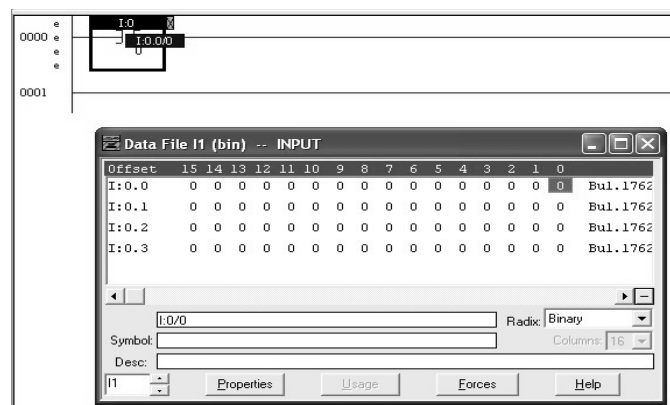 e I:0
0000 e I:0.0/0
e 0
e
0001
Data File I1 (bin) -- INPUT
Offset 15 14 13 12 11 10 9 8 7 6 5 4 3 2 1 0
I:0.0 0 0 0 0 0 0 0 0 0 0 0 0 0 0 0 0 Bul.1762
I:0.1 0 0 0 0 0 0 0 0 0 0 0 0 0 0 0 0 Bul.1762
I:0.2 0 0 0 0 0 0 0 0 0 0 0 0 0 0 0 0 Bul.1762
I:0.3 0 0 0 0 0 0 0 0 0 0 0 0 0 0 0 0 Bul.1762
I:0/0 Radix: Binary
Symbol: Columns: 16
Desc:
I1 Properties Usage Forces Help